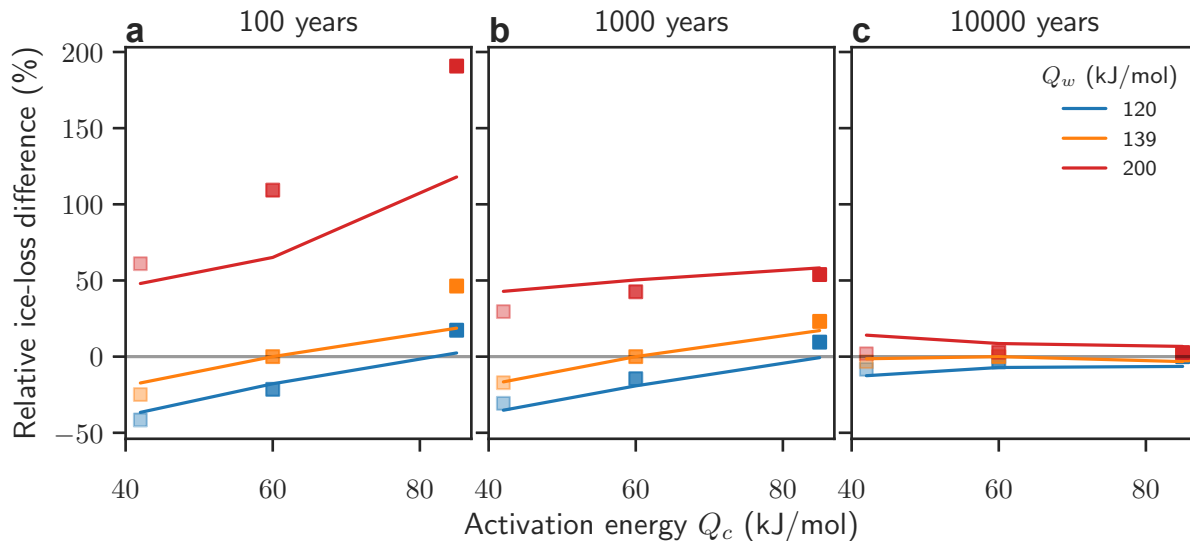 a 100 years
b 1000 years
c 10000 years
Relative ice-loss difference (%)
200
150
100
50
0
−50
Q_w (kJ/mol)
120
139
200
40 60 80
40 60 80
40 60 80
Activation energy Q_c (kJ/mol)